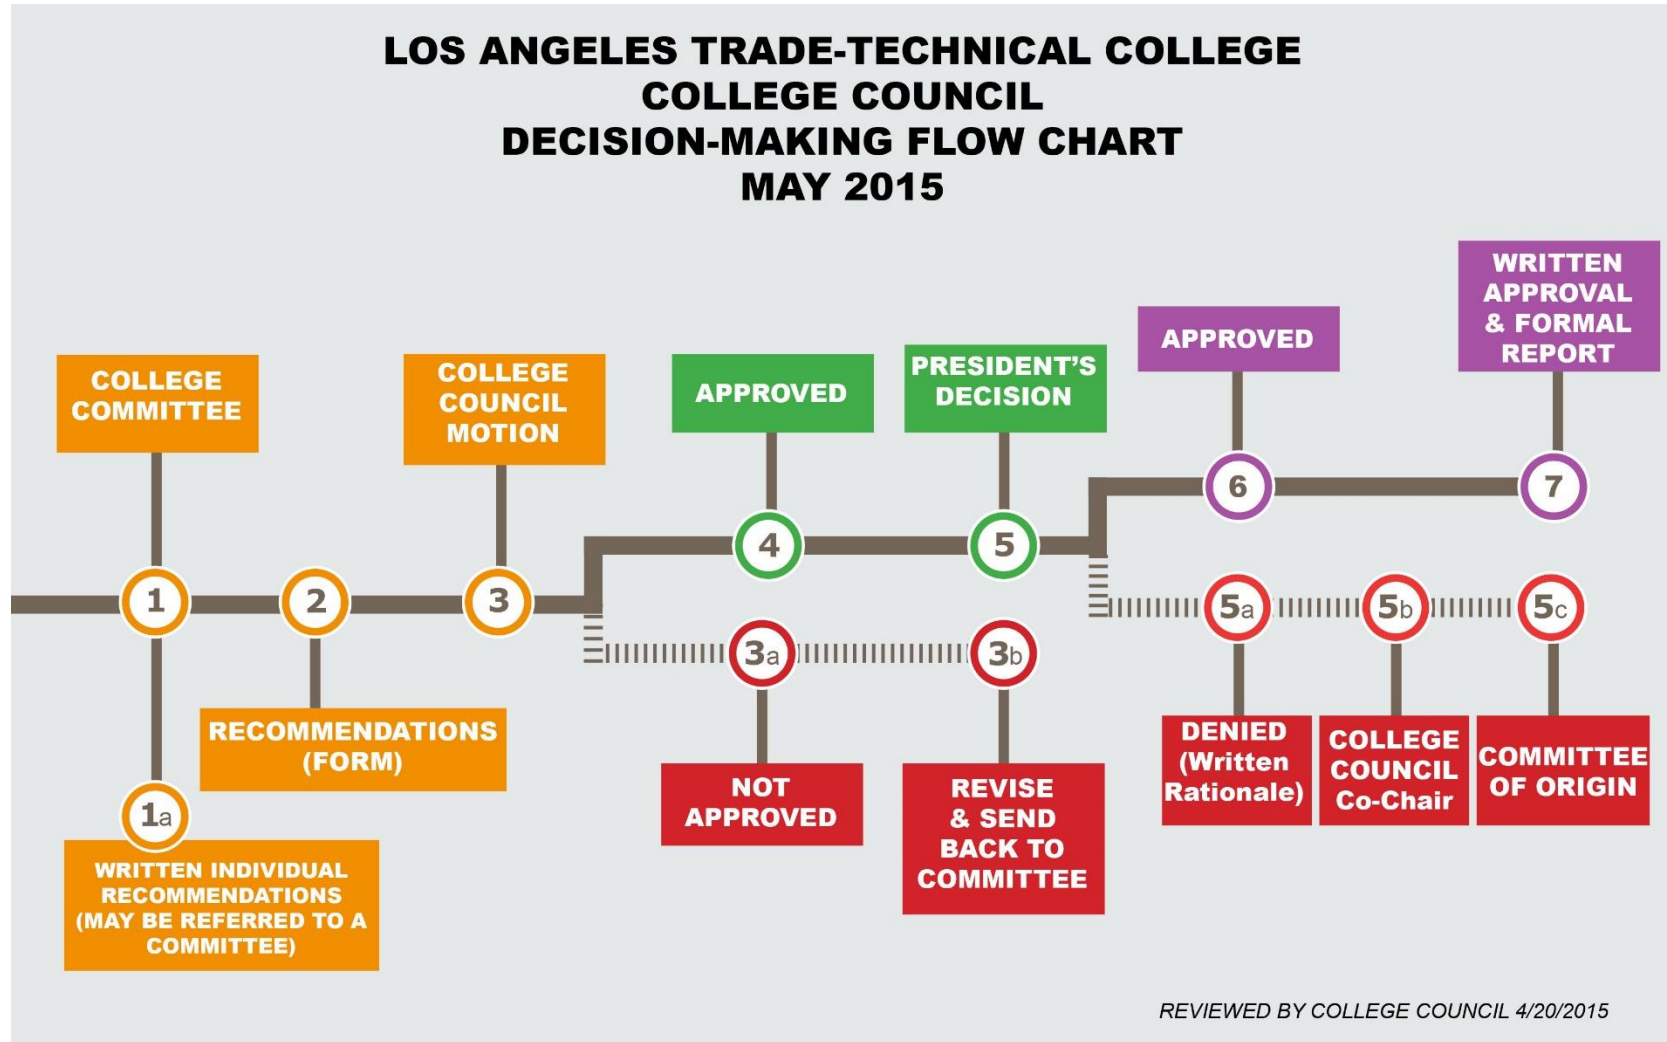 LOS ANGELES TRADE-TECHNICAL COLLEGE
COLLEGE COUNCIL
DECISION-MAKING FLOW CHART
MAY 2015
COLLEGE
COMMITTEE
COLLEGE
COUNCIL
MOTION
APPROVED
PRESIDENT'S
DECISION
APPROVED
WRITTEN
APPROVAL
& FORMAL
REPORT
1
2
3
4
5
6
7
3a
3b
5a
5b
5c
RECOMMENDATIONS
(FORM)
1a
WRITTEN INDIVIDUAL
RECOMMENDATIONS
(MAY BE REFERRED TO A
COMMITTEE)
NOT
APPROVED
REVISE
& SEND
BACK TO
COMMITTEE
DENIED
(Written
Rationale)
COLLEGE
COUNCIL
Co-Chair
COMMITTEE
OF ORIGIN
REVIEWED BY COLLEGE COUNCIL 4/20/2015